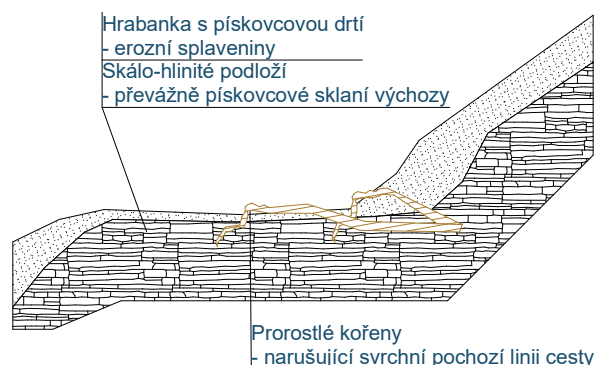 Hrabanka s pískovcovou drtí
- erozní splaveniny
Skálo-hlinité podloží
- převážně pískovcové sklaní výchozy
Prorostlé kořeny
- narušující svrchní pochozí linii cesty